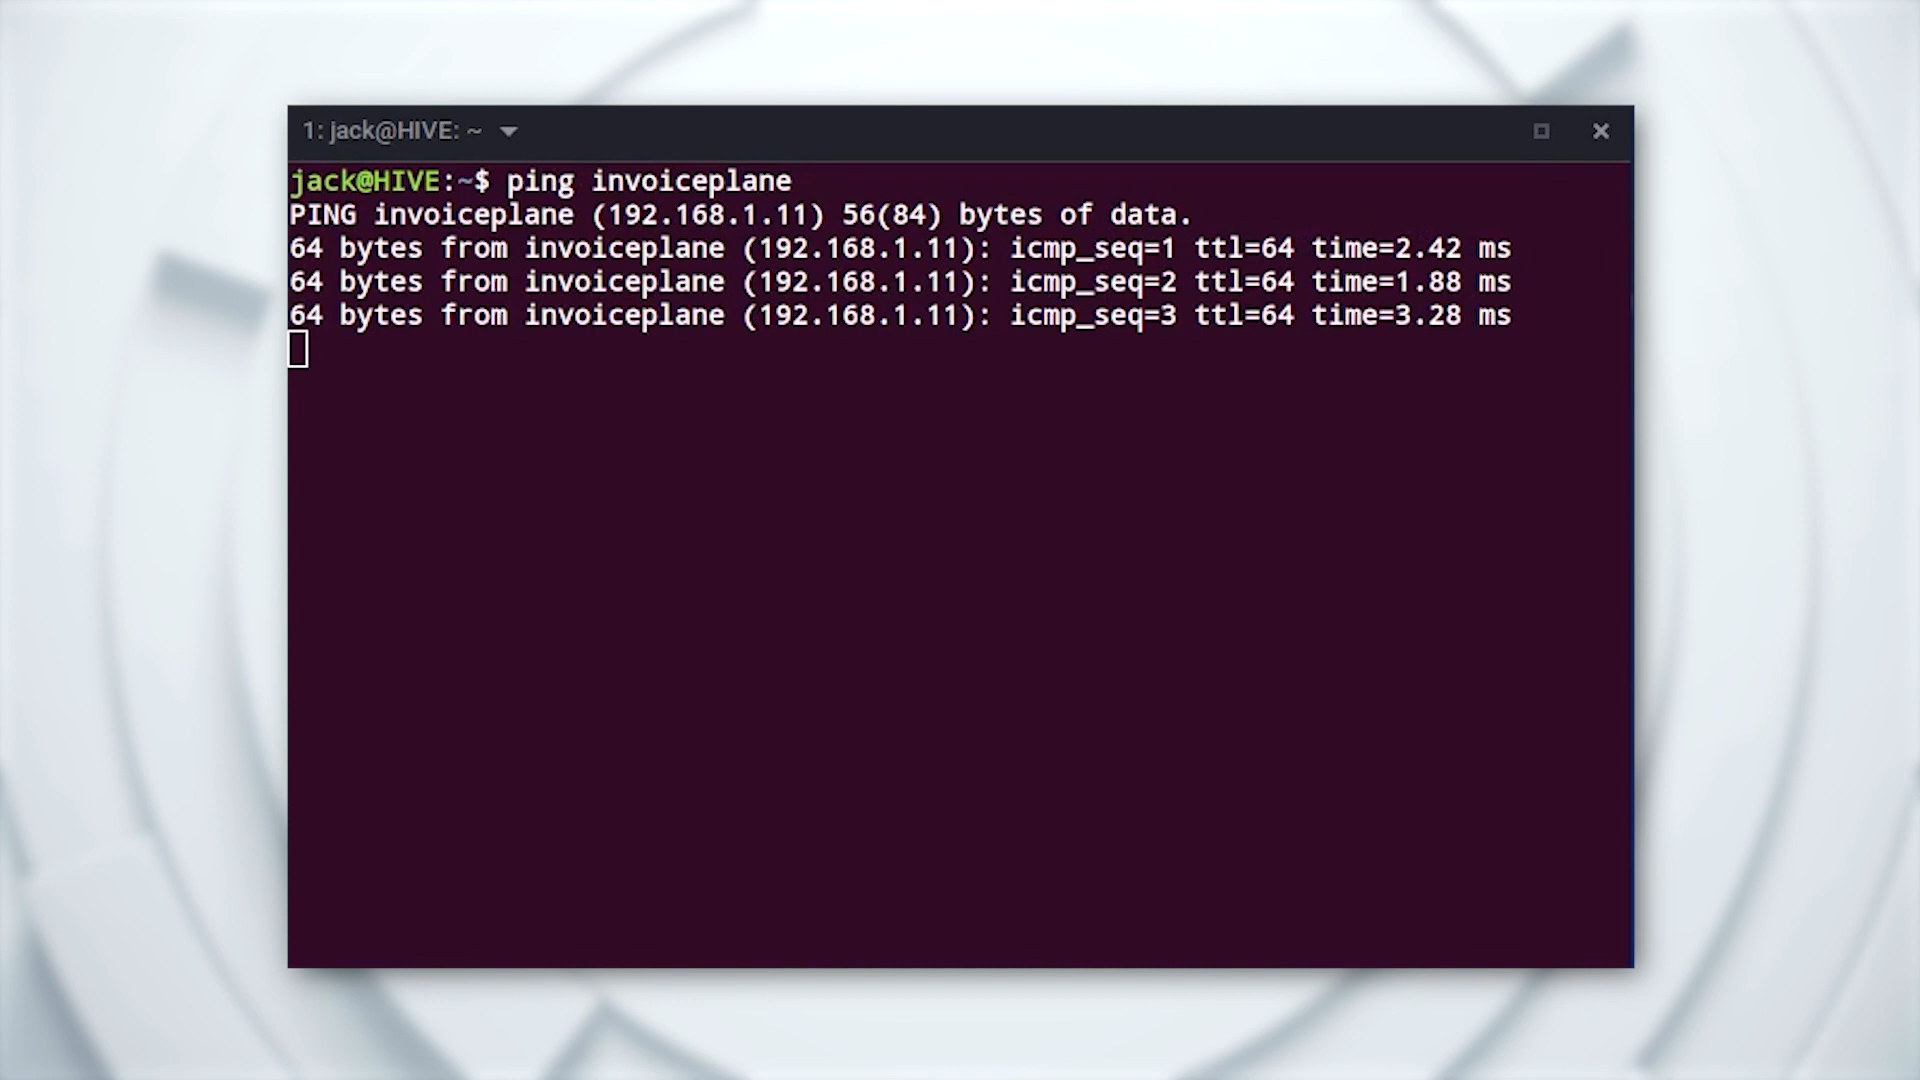 1: jack@HIVE: ~
jack@HIVE:~$ ping invoiceplane
PING invoiceplane (192.168.1.11) 56(84) bytes of data.
64 bytes from invoiceplane (192.168.1.11): icmp_seq=1 ttl=64 time=2.42 ms
64 bytes from invoiceplane (192.168.1.11): icmp_seq=2 ttl=64 time=1.88 ms
64 bytes from invoiceplane (192.168.1.11): icmp_seq=3 ttl=64 time=3.28 ms